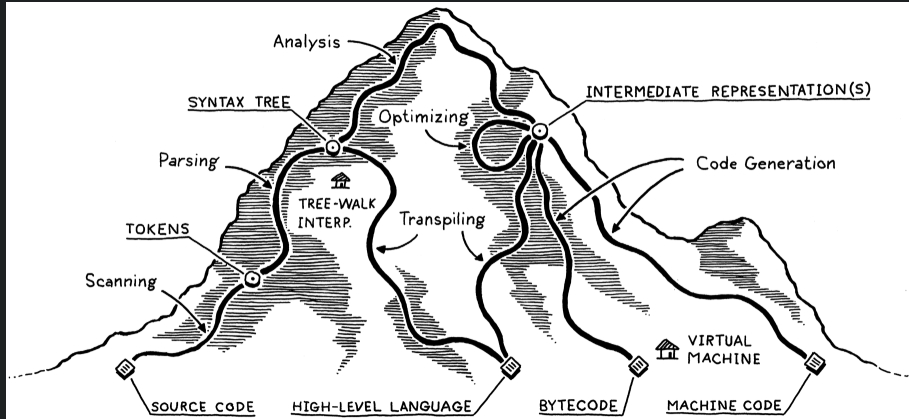 Analysis
SYNTAX TREE
INTERMEDIATE REPRESENTATION(S)
Optimizing
Parsing
Code Generation
TREE-WALK
INTERP.
Transpiling
TOKENS
Scanning
VIRTUAL
MACHINE
SOURCE CODE
HIGH-LEVEL LANGUAGE
BYTECODE
MACHINE CODE